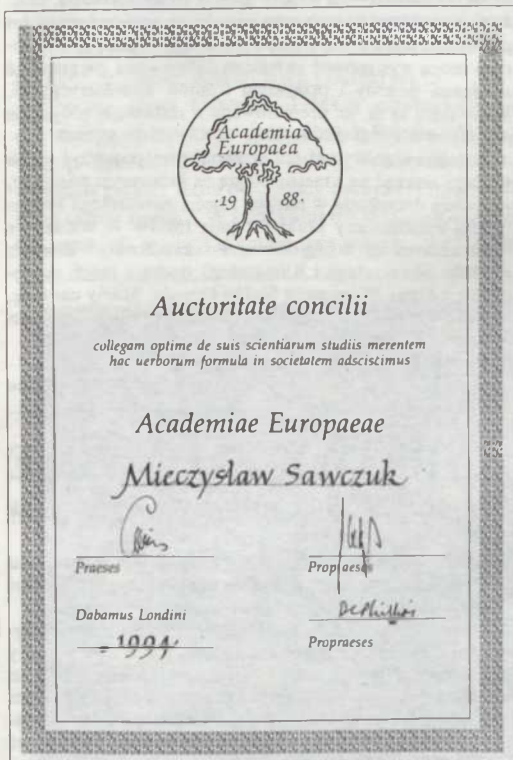 Academia
Europaea
·19 88·
Auctoritate concilii
collegam optime de suis scientiarum studiis merentem
hac uerborum formula in societatem adsciscimus
Academiae Europaeae
Mieczysław Sawczuk
Praeses
Propraeses
Dabamus Londini
1994
Propraeses